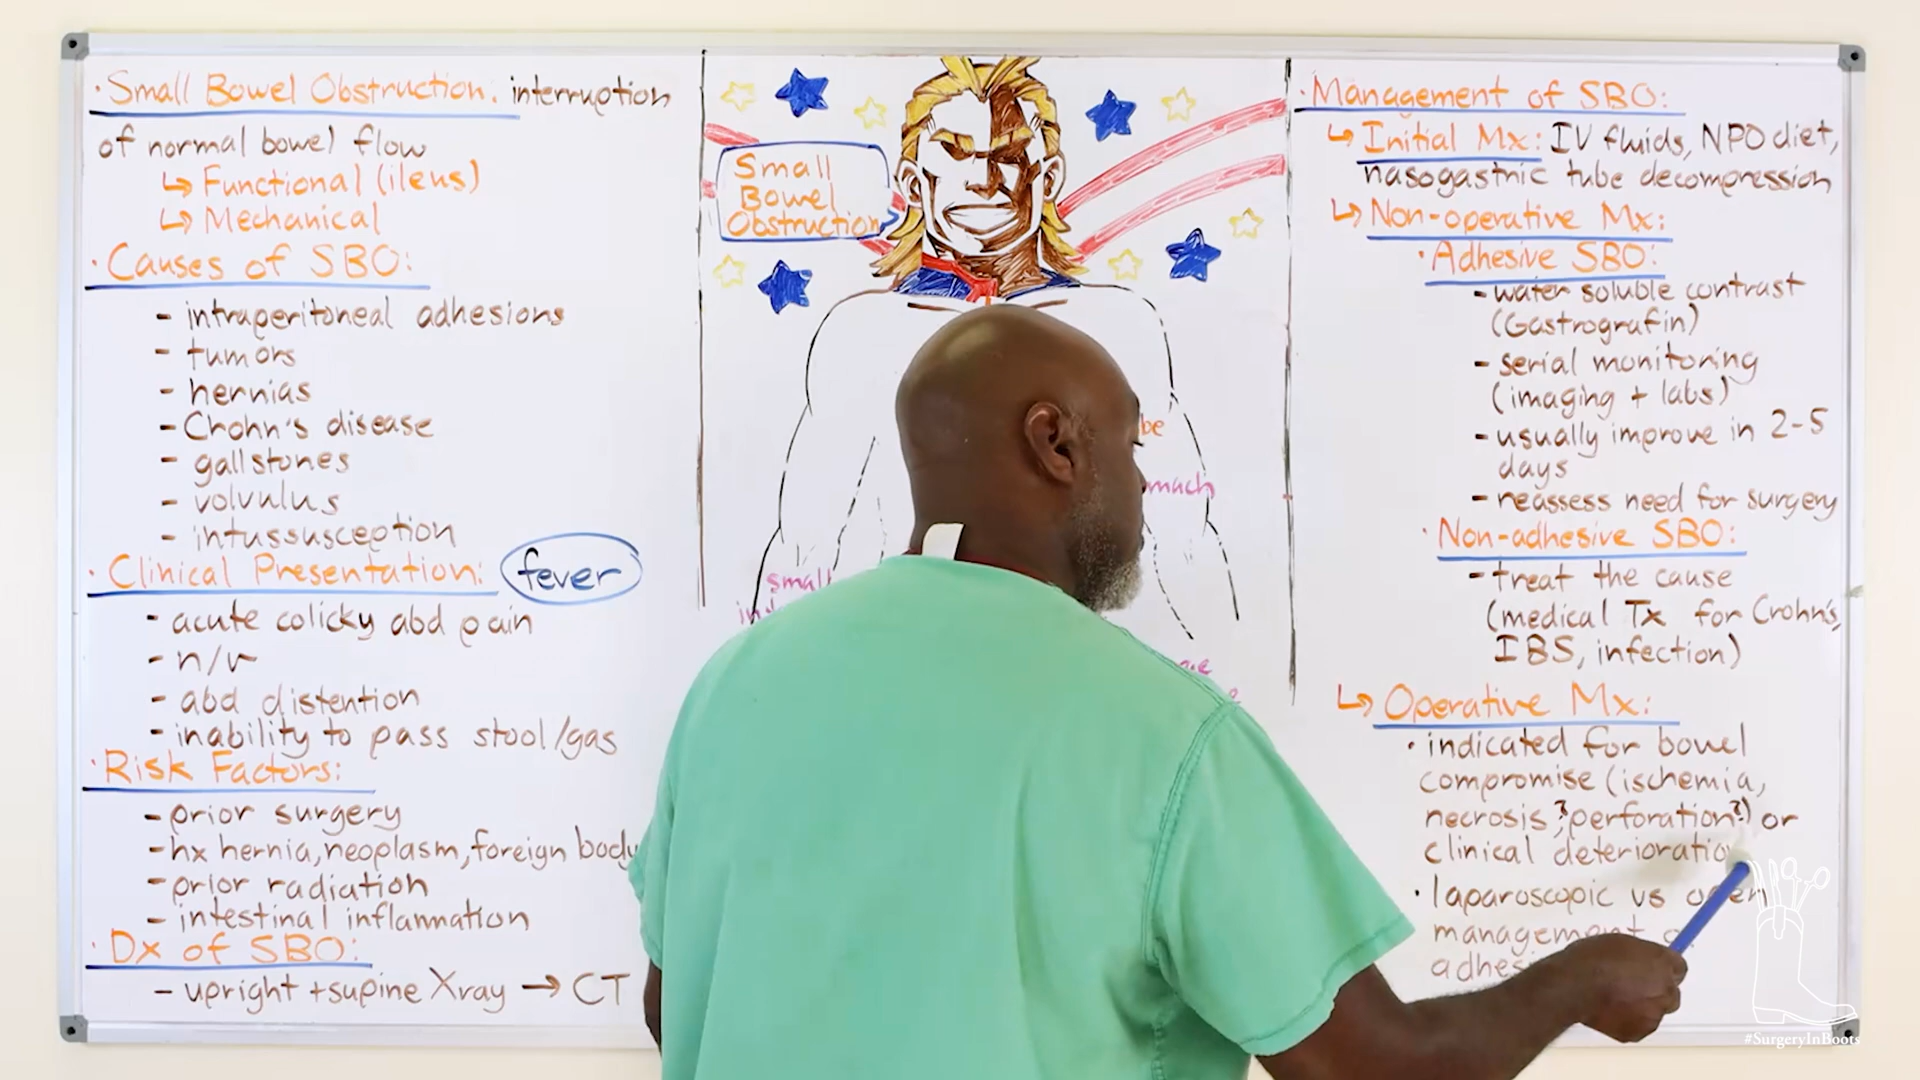 · Small Bowel Obstruction: interruption
of normal bowel flow
↳ Functional (ileus)
↳ Mechanical
· Causes of SBO:
- intraperitoneal adhesions
- tumors
- hernias
- Crohn's disease
- gallstones
- volvulus
- intussusception
· Clinical Presentation: fever
- acute colicky abd pain
- n/v
- abd distention
- inability to pass stool/gas
· Risk Factors:
- prior surgery
- hx hernia, neoplasm, foreign body
- prior radiation
- intestinal inflammation
· Dx of SBO:
- upright + supine Xray → CT
Small
Bowel
Obstruction
small
· Management of SBO:
↳ Initial Mx: IV fluids, NPO diet,
nasogastric tube decompression
↳ Non-operative Mx:
· Adhesive SBO:
- water soluble contrast
(Gastrografin)
- serial monitoring
(imaging + labs)
- usually improve in 2-5
days
- reassess need for surgery
· Non-adhesive SBO:
- treat the cause
(medical Tx for Crohn's,
IBS, infection)
↳ Operative Mx:
· indicated for bowel
compromise (ischemia,
necrosis?, perforation?) or
clinical deterioration
· laparoscopic vs open
management
#SurgeryInBoots